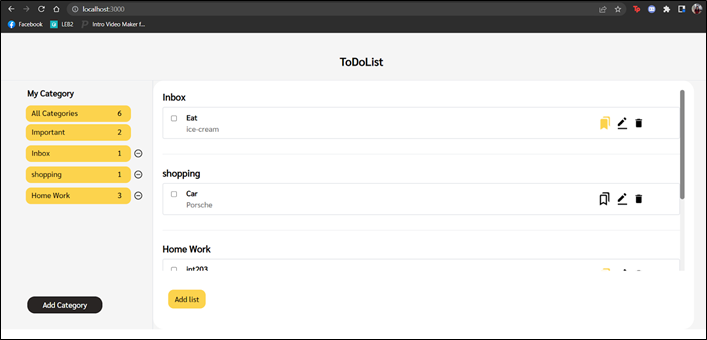 localhost:3000
Facebook
LEB2
Intro Video Maker f...
ToDoList
My Category
All Categories 6
Important 2
Inbox 1
shopping 1
Home Work 3
Add Category
Inbox
Eat
ice-cream
shopping
Car
Porsche
Home Work
int203
Add list